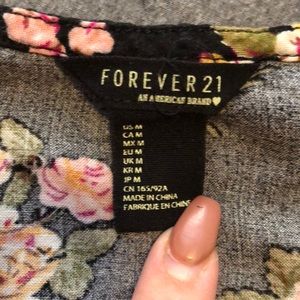 FOREVER 21
AN AMERICAN BRAND♥
US M
CA M
MX M
EU M
UK M
KR M
JP M
CN 165/92A
MADE IN CHINA
FABRIQUE EN CHINE